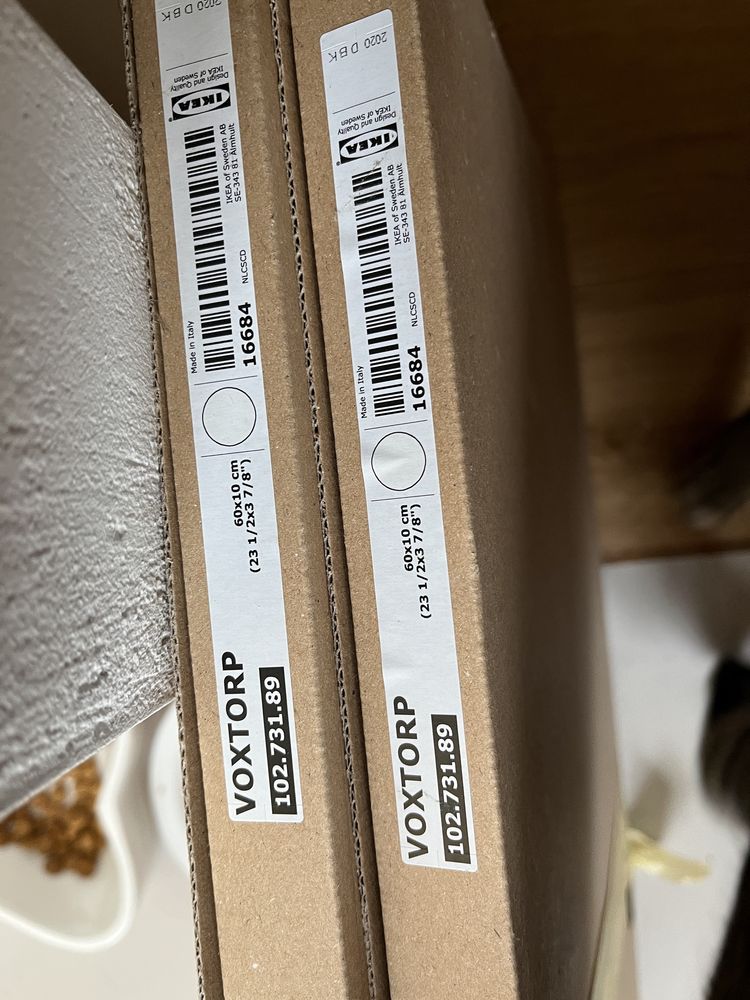 VOXTORP
102.731.89
60x10 cm
(23 1/2x3 7/8")
Made in Italy
16684
NLCSCD
IKEA of Sweden AB
SE-343 81 Älmhult
IKEA
Design and Quality
IKEA of Sweden
2020 D B K
VOXTORP
102.731.89
60x10 cm
(23 1/2x3 7/8")
Made in Italy
16684
NLCSCD
IKEA of Sweden AB
SE-343 81 Älmhult
IKEA
Design and Quality
IKEA of Sweden
2020 D B K